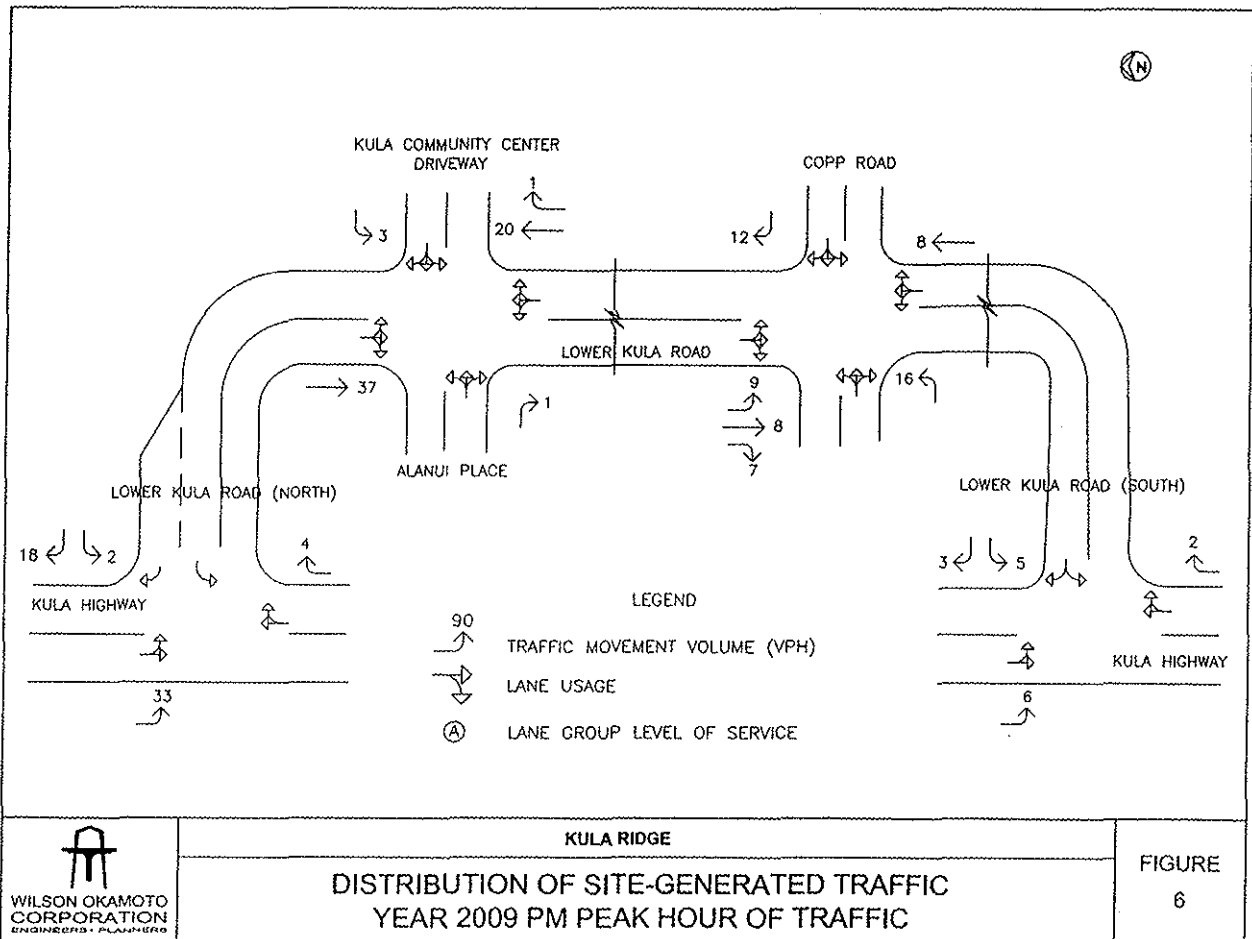 N
KULA COMMUNITY CENTER
DRIVEWAY
COPP ROAD
1
3
20
12
8
LOWER KULA ROAD
37
1
9
8
7
16
ALANUI PLACE
LOWER KULA ROAD (NORTH)
LOWER KULA ROAD (SOUTH)
18
2
4
3
5
2
KULA HIGHWAY
KULA HIGHWAY
33
6
LEGEND
90
TRAFFIC MOVEMENT VOLUME (VPH)
LANE USAGE
A
LANE GROUP LEVEL OF SERVICE
WILSON OKAMOTO
CORPORATION
ENGINEERS • PLANNERS
KULA RIDGE
DISTRIBUTION OF SITE-GENERATED TRAFFIC
YEAR 2009 PM PEAK HOUR OF TRAFFIC
FIGURE
6